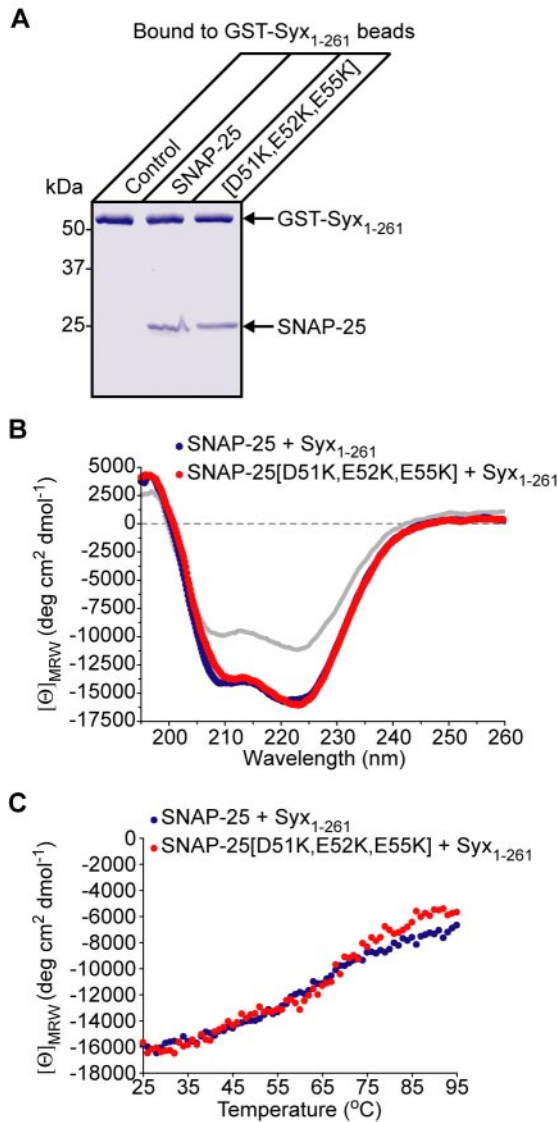 A
Bound to GST-Syx1-261 beads
Control
SNAP-25
[D51K,E52K,E55K]
kDa
50
37
25
GST-Syx1-261
SNAP-25
B
SNAP-25 + Syx1-261
SNAP-25[D51K,E52K,E55K] + Syx1-261
5000
2500
0
-2500
-5000
-7500
-10000
-12500
-15000
-17500
[Θ]MRW (deg cm2 dmol-1)
200 210 220 230 240 250 260
Wavelength (nm)
C
SNAP-25 + Syx1-261
SNAP-25[D51K,E52K,E55K] + Syx1-261
0
-2000
-4000
-6000
-8000
-10000
-12000
-14000
-16000
-18000
[Θ]MRW (deg cm2 dmol-1)
25 35 45 55 65 75 85 95
Temperature (oC)